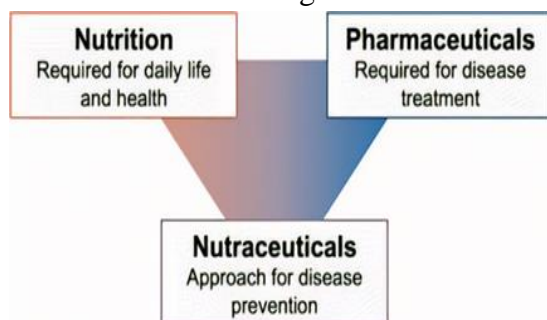 Nutrition
Required for daily life
and health
Pharmaceuticals
Required for disease
treatment
Nutraceuticals
Approach for disease
prevention